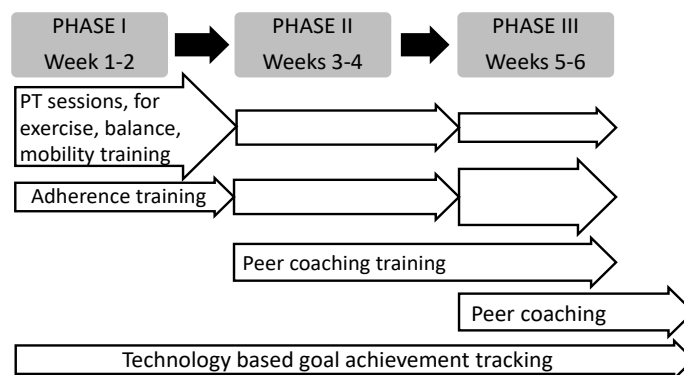 PHASE I
Week 1-2
PHASE II
Weeks 3-4
PHASE III
Weeks 5-6
PT sessions, for
exercise, balance,
mobility training
Adherence training
Peer coaching training
Peer coaching
Technology based goal achievement tracking